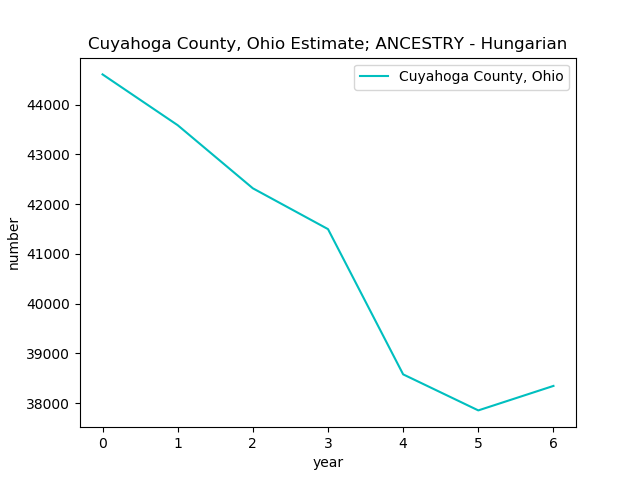 Cuyahoga County, Ohio Estimate; ANCESTRY - Hungarian
Cuyahoga County, Ohio
44000
43000
42000
41000
40000
39000
38000
number
0 1 2 3 4 5 6
year